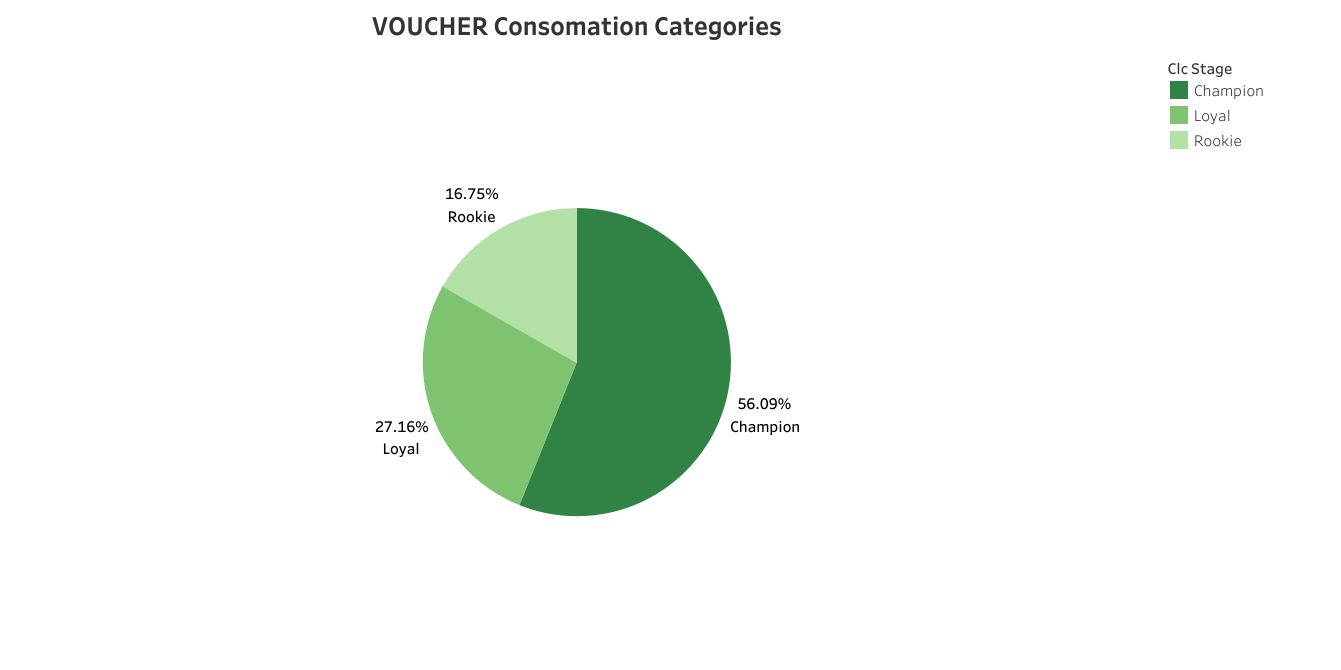 VOUCHER Consomation Categories
Clc Stage
Champion
Loyal
Rookie
16.75%
Rookie
56.09%
Champion
27.16%
Loyal